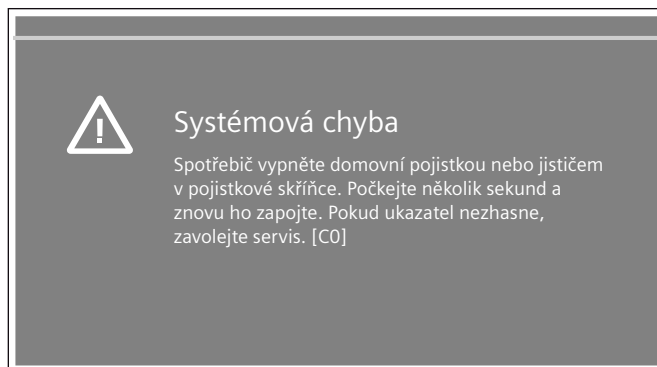 Systémová chyba
Spotřebič vypněte domovní pojistkou nebo jističem
v pojistkové skříňce. Počkejte několik sekund a
znovu ho zapojte. Pokud ukazatel nezhasne,
zavolejte servis. [C0]